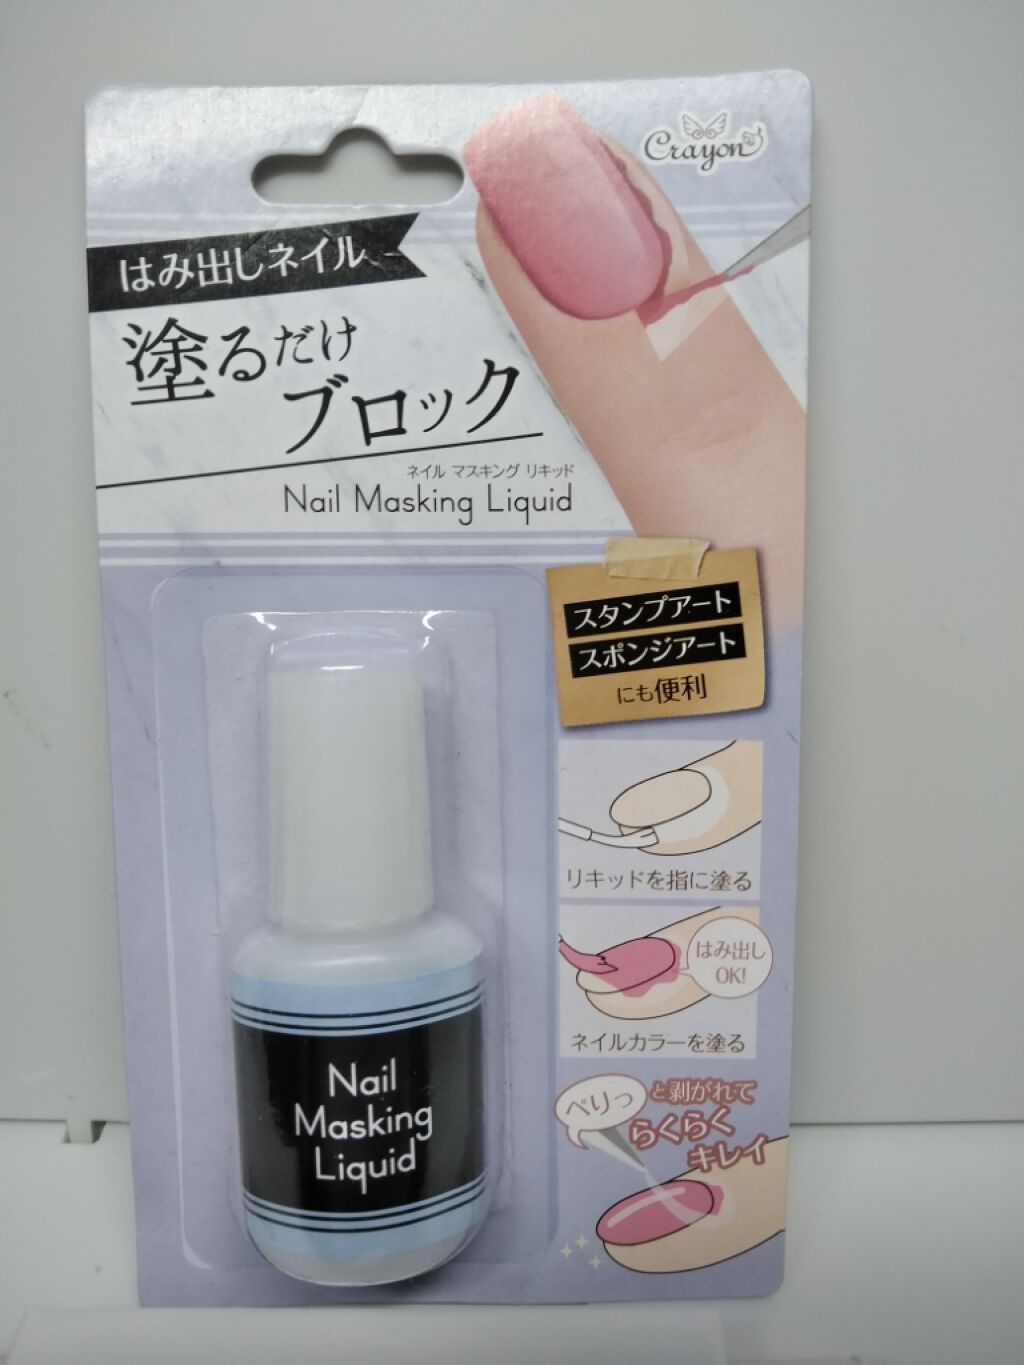 Crayon
はみ出しネイル
塗るだけ
ブロック
ネイル マスキング リキッド
Nail Masking Liquid
スタンプアート
スポンジアート
にも便利
リキッドを指に塗る
はみ出し
OK!
ネイルカラーを塗る
ぺりっ
と剥がれて
らくらく
キレイ
Nail
Masking
Liquid